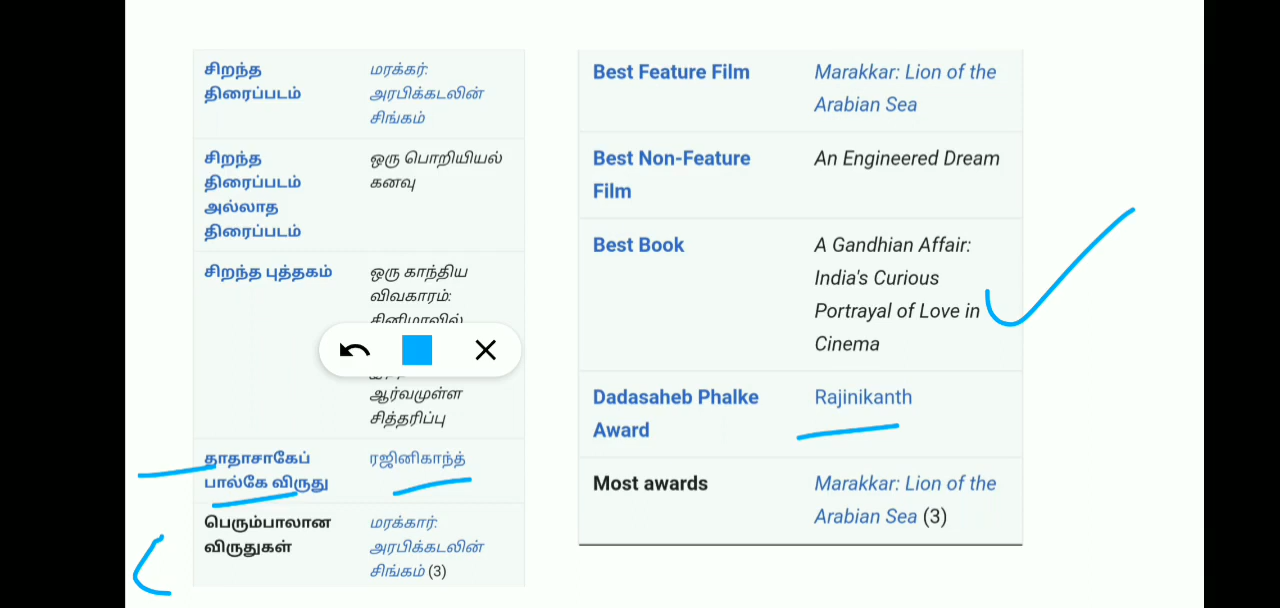 சிறந்த
திரைப்படம்
மரக்கர்:
அரபிக்கடலின்
சிங்கம்
சிறந்த
திரைப்படம்
அல்லாத
திரைப்படம்
ஒரு பொறியியல்
கனவு
சிறந்த புத்தகம்
ஒரு காந்திய
விவகாரம்:
சினிமாவில்
ஆர்வமுள்ள
சித்தரிப்பு
தாதாசாகேப்
பால்கே விருது
ரஜினிகாந்த்
பெரும்பாலான
விருதுகள்
மரக்கார்:
அரபிக்கடலின்
சிங்கம் (3)
Best Feature Film
Marakkar: Lion of the
Arabian Sea
Best Non-Feature
Film
An Engineered Dream
Best Book
A Gandhian Affair:
India's Curious
Portrayal of Love in
Cinema
Dadasaheb Phalke
Award
Rajinikanth
Most awards
Marakkar: Lion of the
Arabian Sea (3)